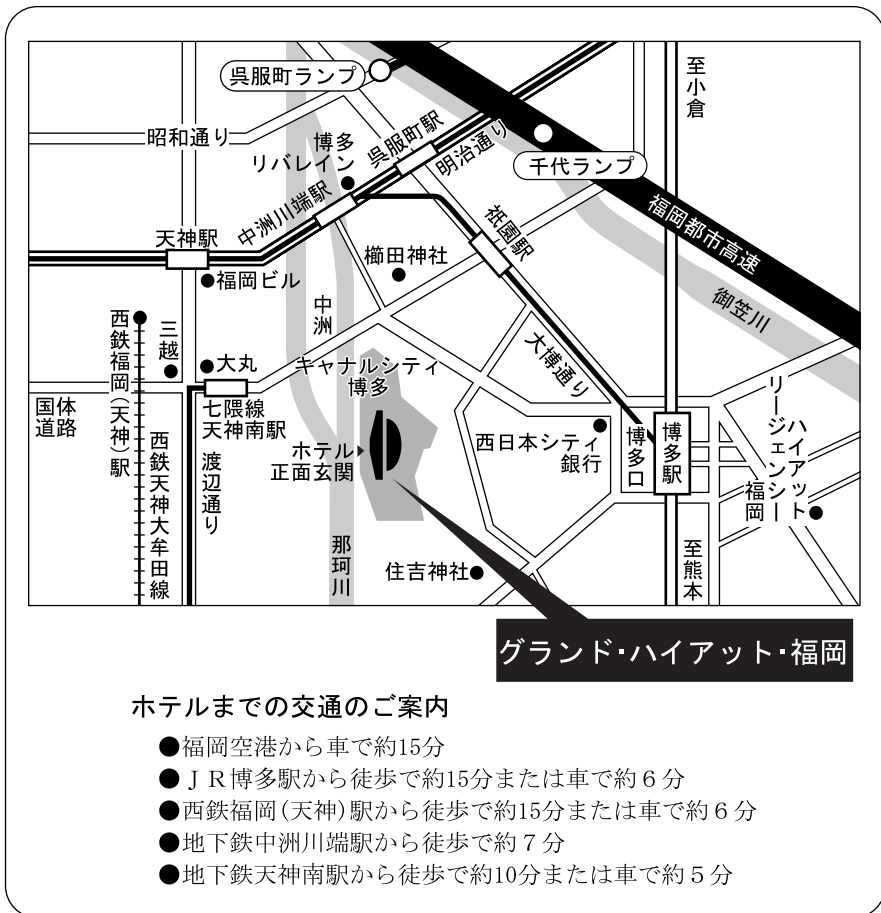 呉服町ランプ
至小倉
昭和通り
博多
リバレイン
呉服町駅
明治通り
千代ランプ
中洲川端駅
祇園駅
福岡都市高速
天神駅
櫛田神社
福岡ビル
御笠川
中洲
西鉄福岡(天神)駅
三越
大丸
キャナルシティ
博多
大博通り
国体
道路
七隈線
天神南駅
西日本シティ
銀行
博多口
博多駅
ハイアット
リージェンシー
福岡
ホテル
正面玄関
渡辺通り
西鉄天神大牟田線
那珂川
住吉神社
至熊本
グランド・ハイアット・福岡
ホテルまでの交通のご案内
●福岡空港から車で約15分
●JR博多駅から徒歩で約15分または車で約6分
●西鉄福岡(天神)駅から徒歩で約15分または車で約6分
●地下鉄中洲川端駅から徒歩で約7分
●地下鉄天神南駅から徒歩で約10分または車で約5分